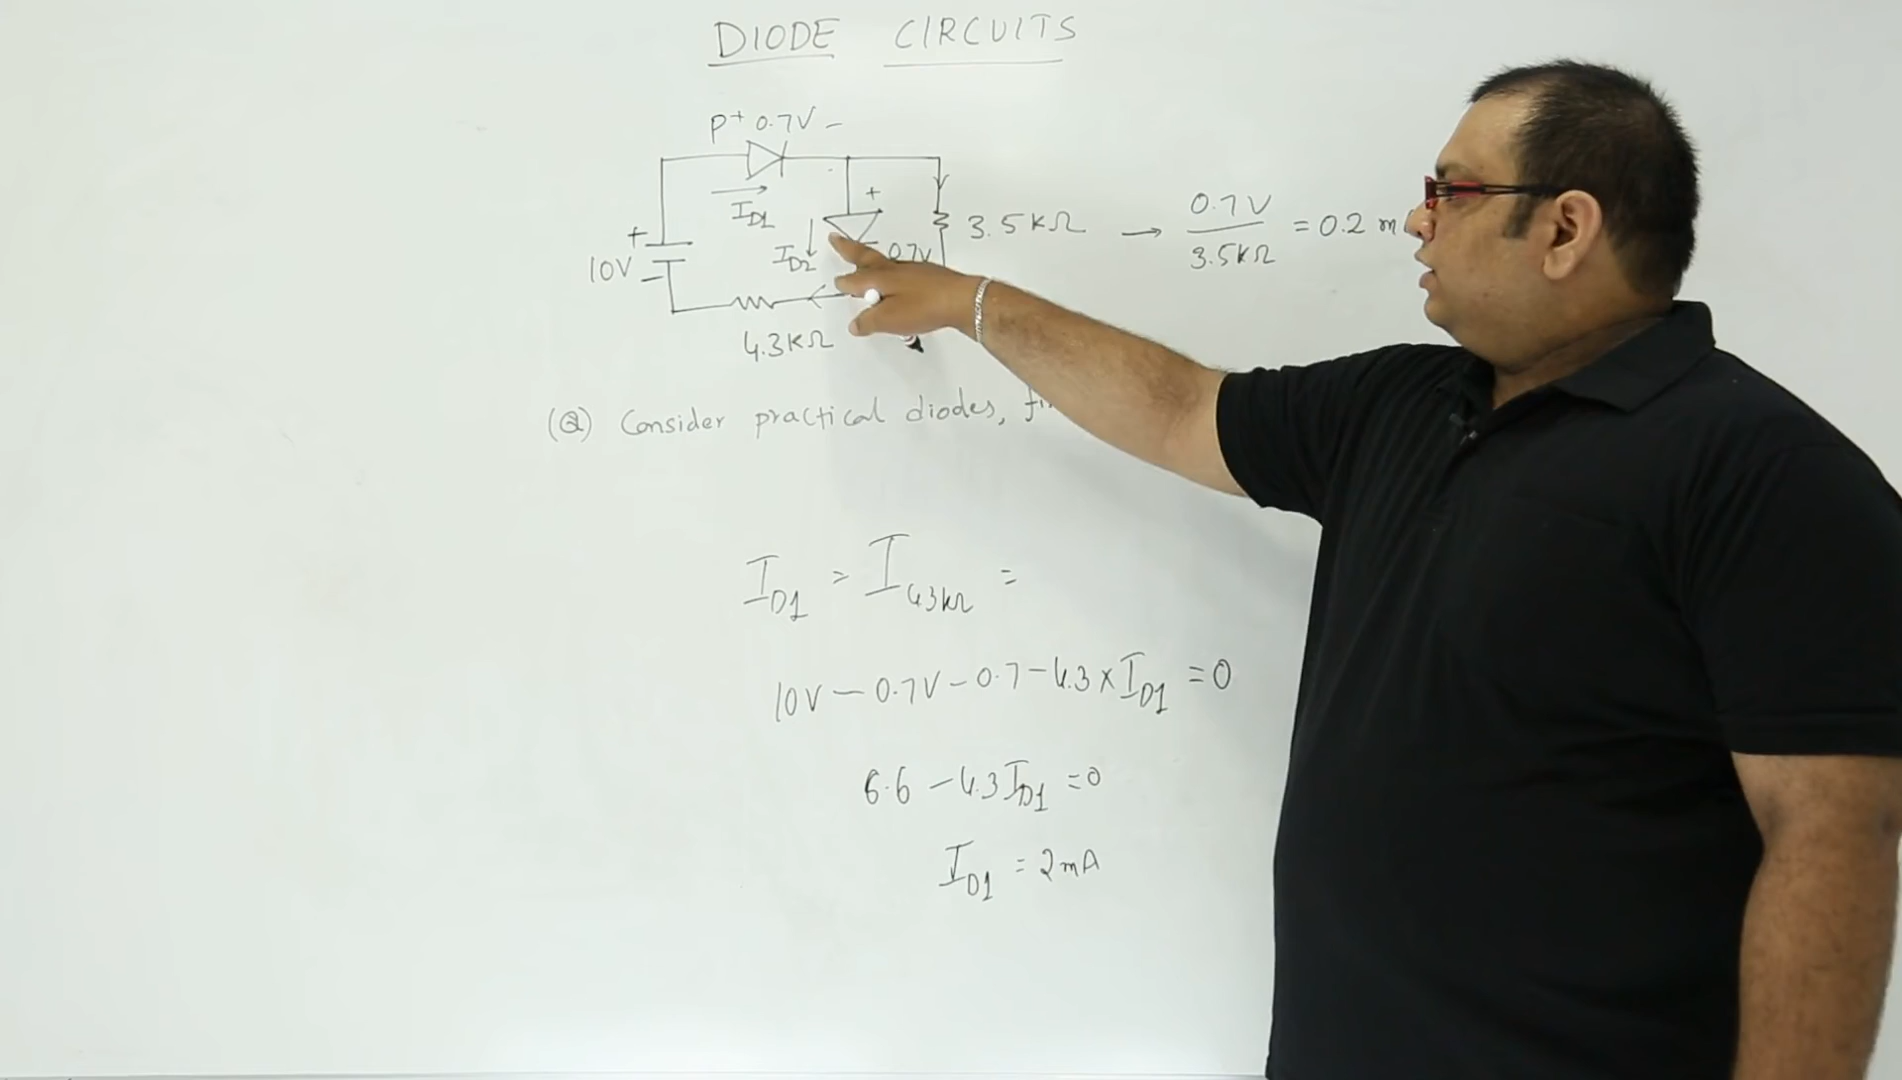 DIODE CIRCUITS
P + 0.7V -
ID1
+
+
10V
-
ID2
0.7V
3.5KΩ → 0.7V / 3.5KΩ = 0.2 m
4.3KΩ
(Q) Consider practical diodes,
ID1 = I4.3KΩ =
10V - 0.7V - 0.7 - 4.3 × ID1 = 0
6.6 - 4.3 ID1 = 0
ID1 = 2mA